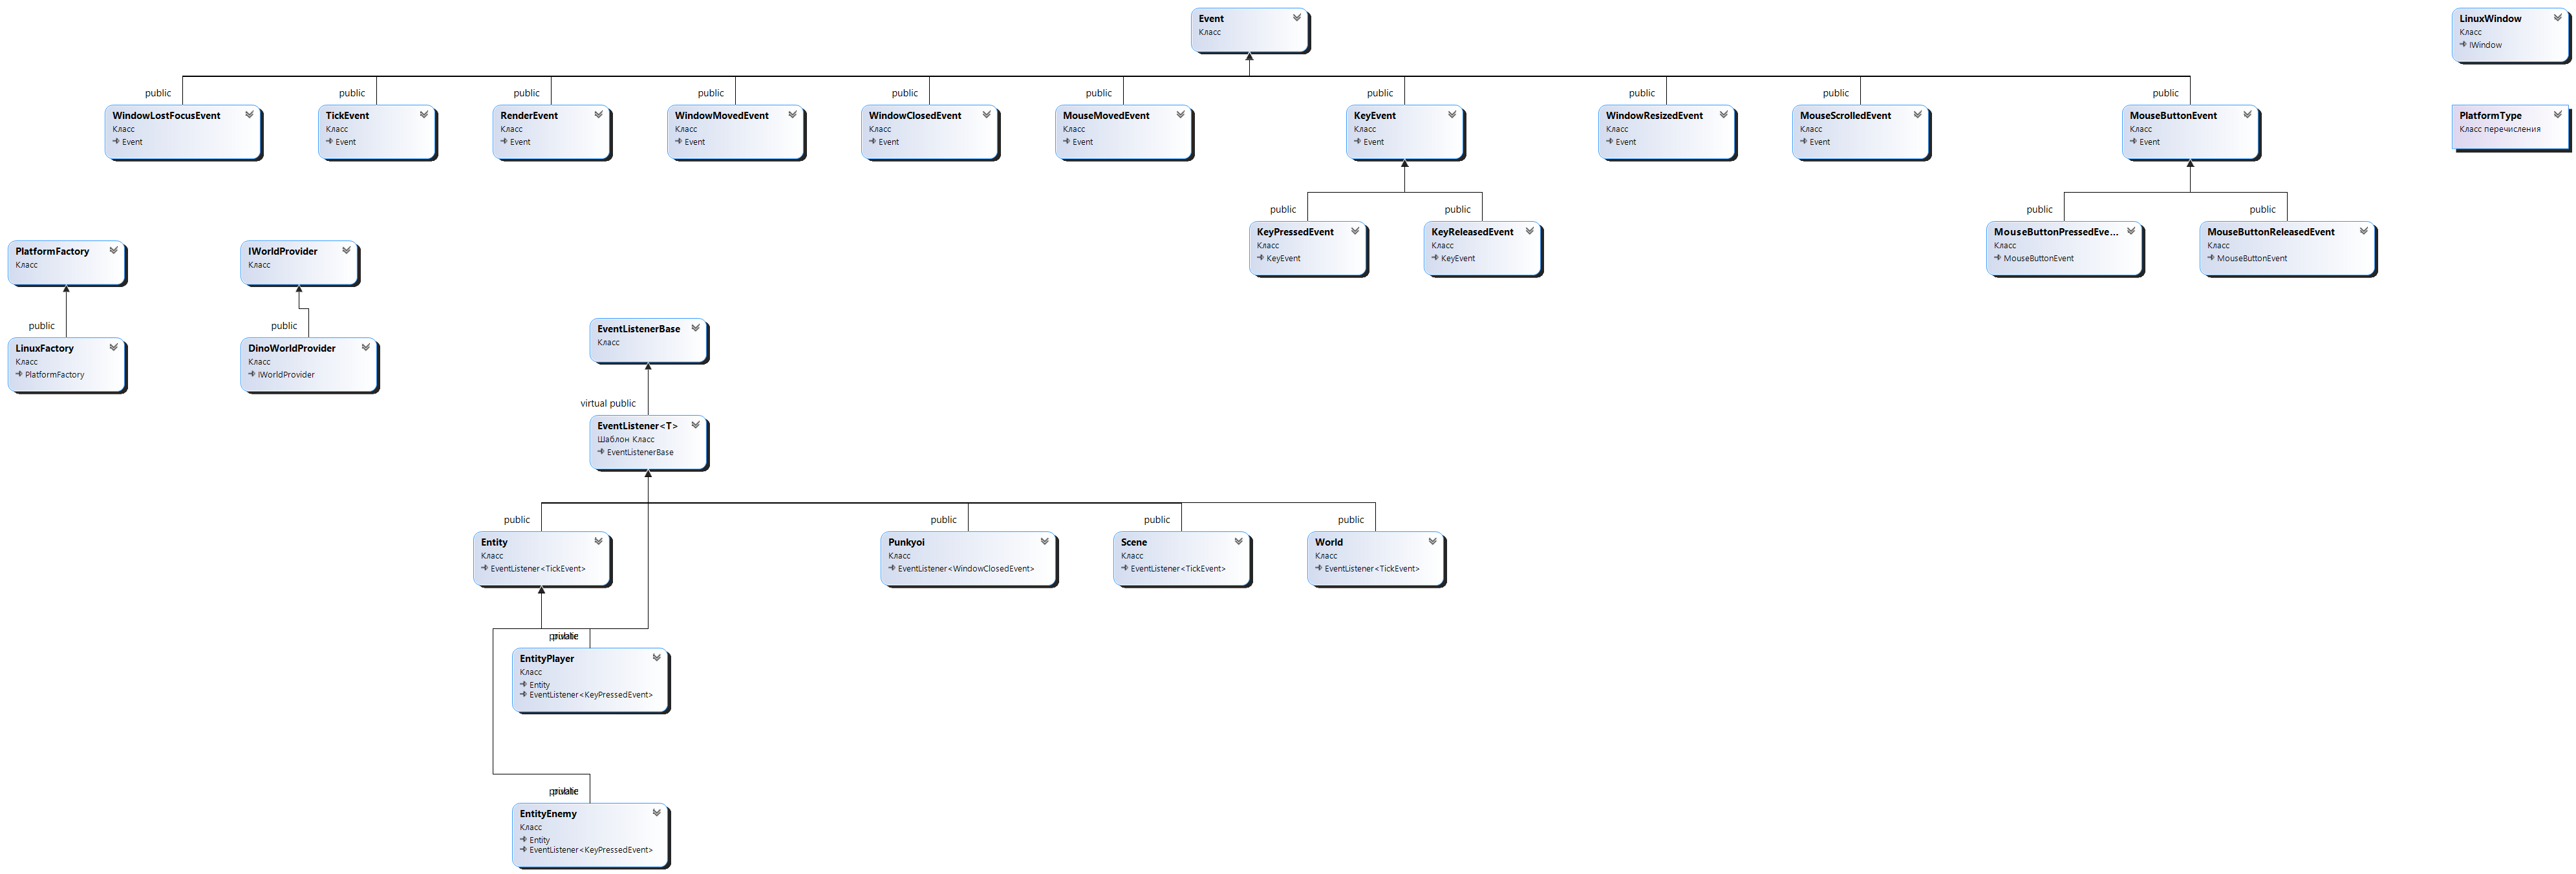 Event
Класс
LinuxWindow
Класс
IWindow
public
public
public
public
public
public
public
public
public
public
WindowLostFocusEvent
Класс
Event
TickEvent
Класс
Event
RenderEvent
Класс
Event
WindowMovedEvent
Класс
Event
WindowClosedEvent
Класс
Event
MouseMovedEvent
Класс
Event
KeyEvent
Класс
Event
WindowResizedEvent
Класс
Event
MouseScrolledEvent
Класс
Event
MouseButtonEvent
Класс
Event
PlatformType
Класс перечисления
public
public
public
public
KeyPressedEvent
Класс
KeyEvent
KeyReleasedEvent
Класс
KeyEvent
MouseButtonPressedEve...
Класс
MouseButtonEvent
MouseButtonReleasedEvent
Класс
MouseButtonEvent
PlatformFactory
Класс
IWorldProvider
Класс
public
public
LinuxFactory
Класс
PlatformFactory
DinoWorldProvider
Класс
IWorldProvider
EventListenerBase
Класс
virtual public
EventListener<T>
Шаблон Класс
EventListenerBase
public
public
public
public
Entity
Класс
EventListener<TickEvent>
Punkyoi
Класс
EventListener<WindowClosedEvent>
Scene
Класс
EventListener<TickEvent>
World
Класс
EventListener<TickEvent>
EntityPlayer
Класс
Entity
EventListener<KeyPressedEvent>
EntityEnemy
Класс
Entity
EventListener<KeyPressedEvent>